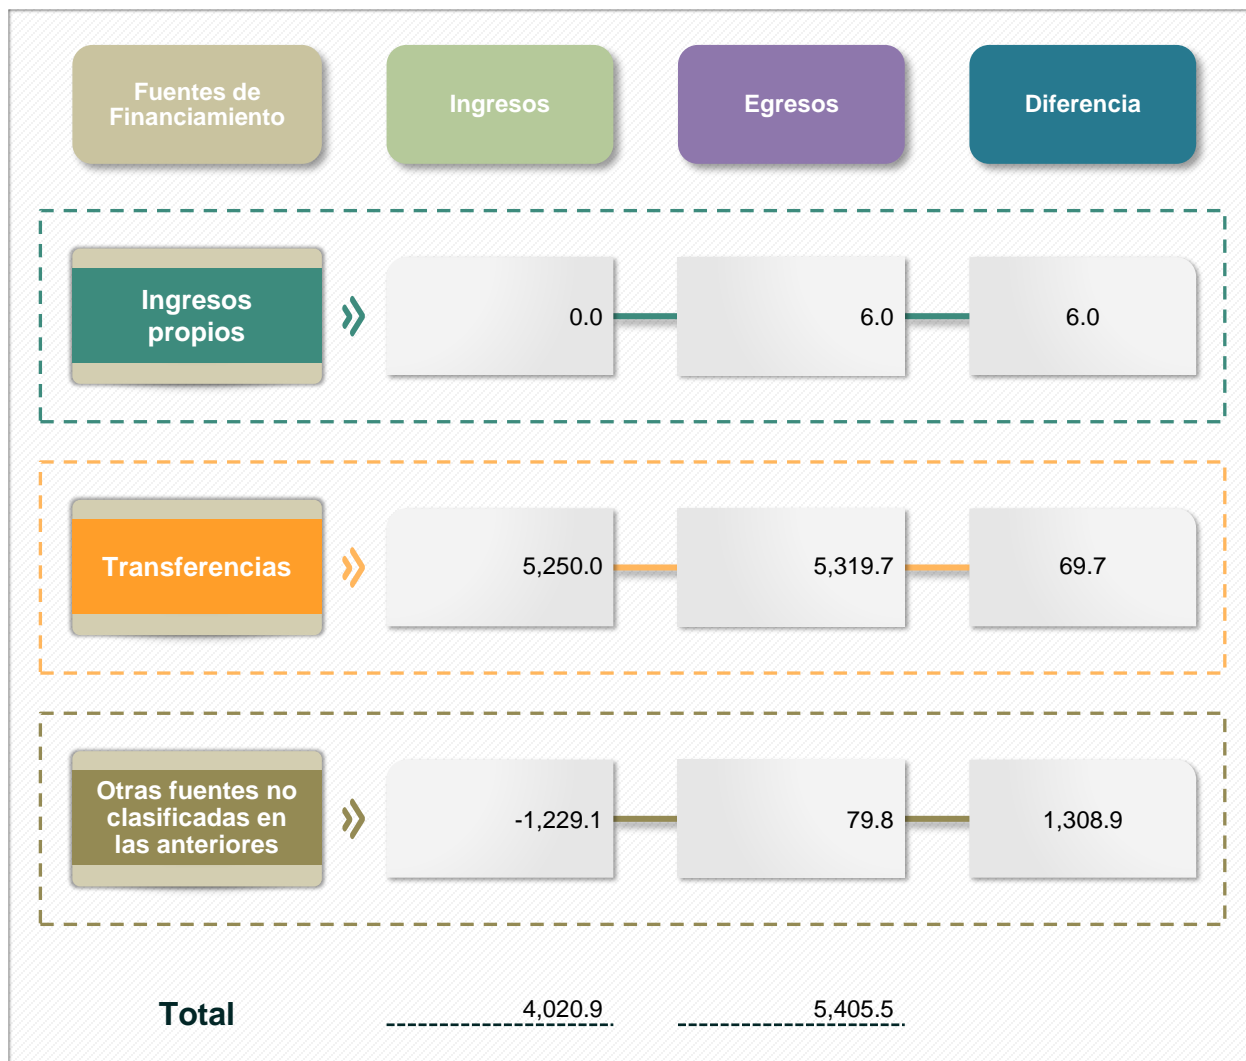 Fuentes de
Financiamiento
Ingresos
Egresos
Diferencia
Ingresos
propios
0.0
6.0
6.0
Transferencias
5,250.0
5,319.7
69.7
Otras fuentes no
clasificadas en
las anteriores
-1,229.1
79.8
1,308.9
Total
4,020.9
5,405.5